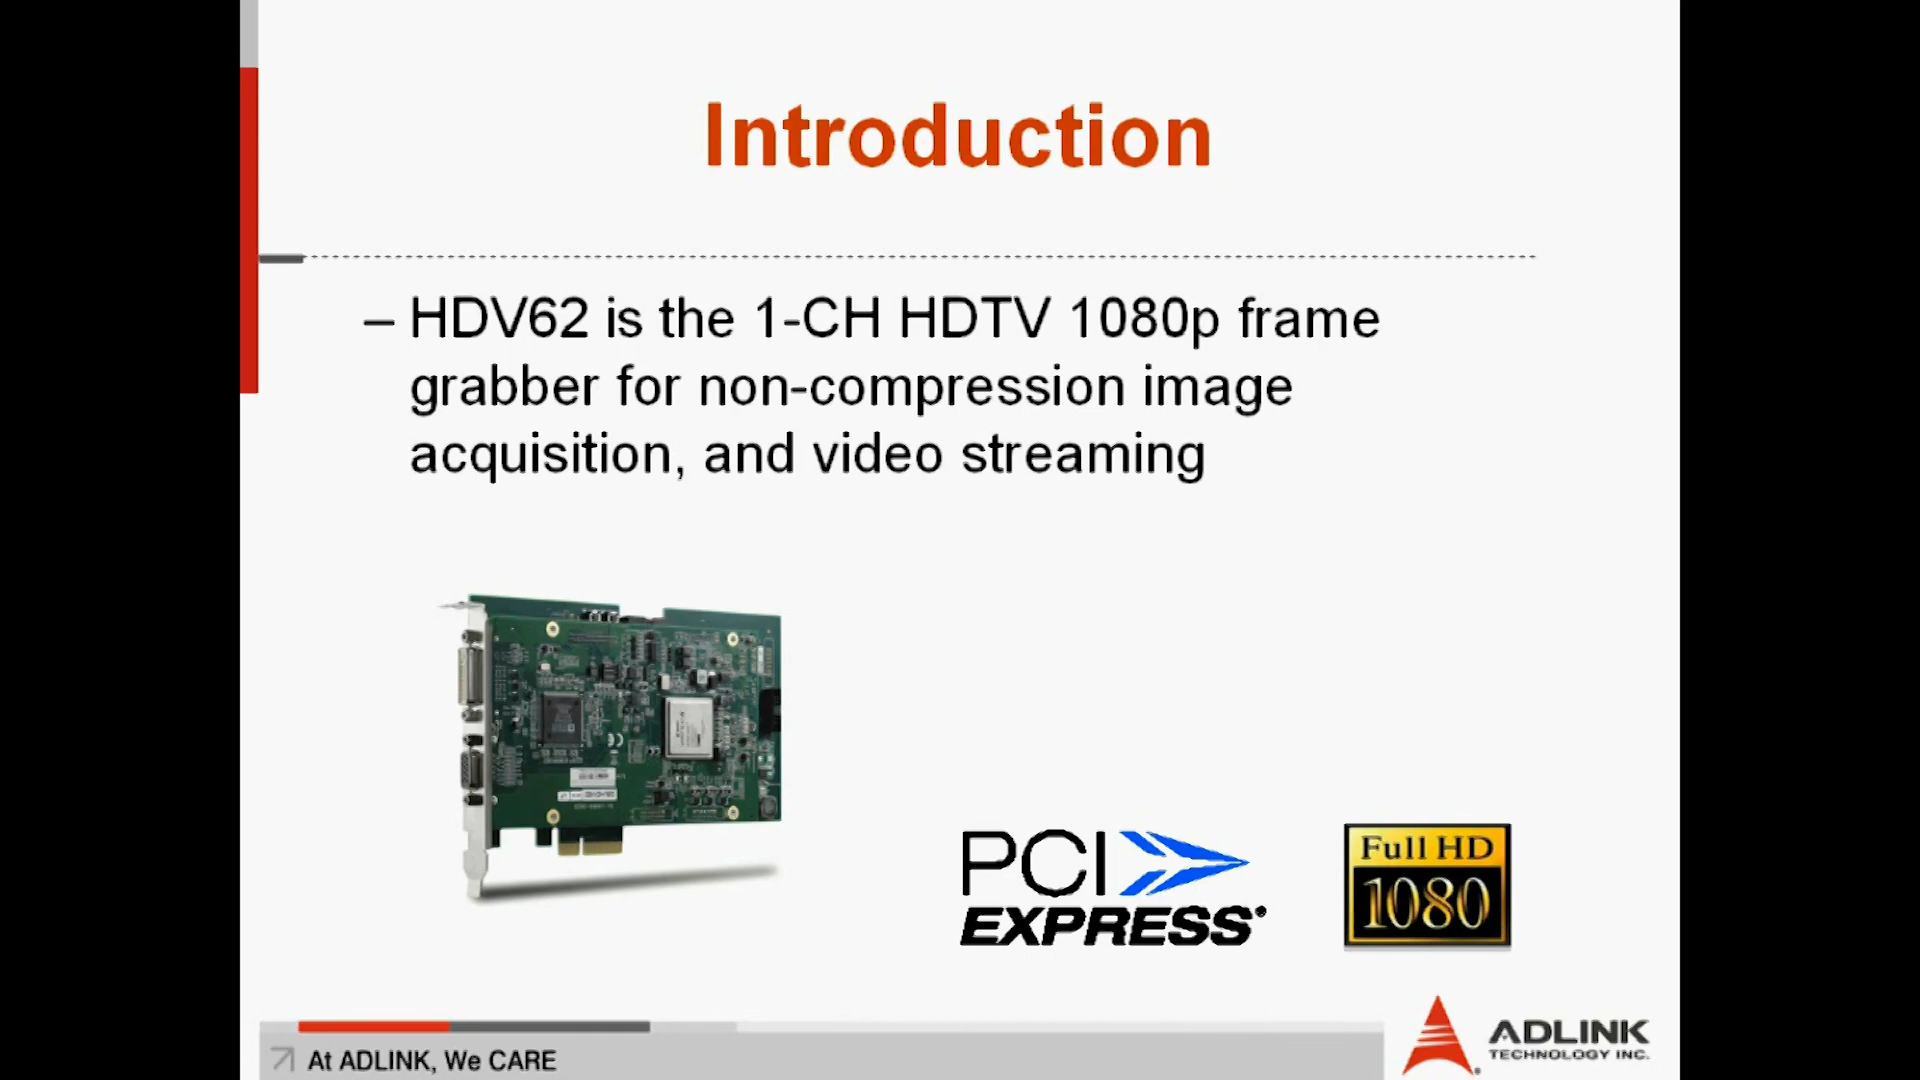 Introduction
– HDV62 is the 1-CH HDTV 1080p frame
grabber for non-compression image
acquisition, and video streaming
PCI
EXPRESS
Full HD
1080
At ADLINK, We CARE
ADLINK
TECHNOLOGY INC.